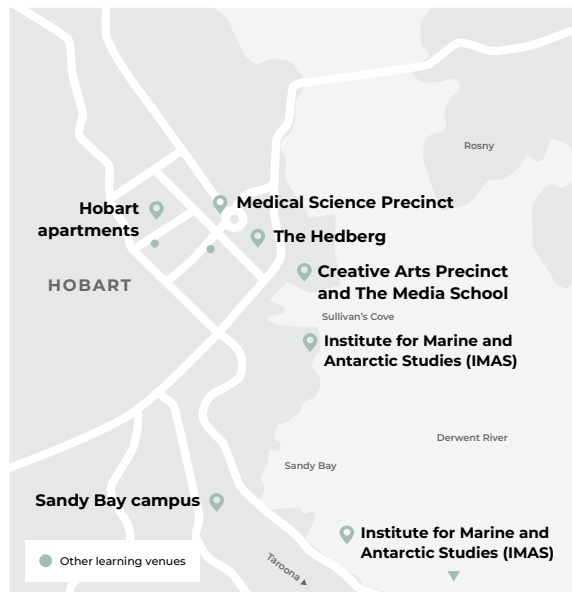 Rosny
Medical Science Precinct
Hobart
apartments
The Hedberg
Creative Arts Precinct
and The Media School
HOBART
Sullivan's Cove
Institute for Marine and
Antarctic Studies (IMAS)
Derwent River
Sandy Bay
Sandy Bay campus
Institute for Marine and
Antarctic Studies (IMAS)
Other learning venues
Taroona